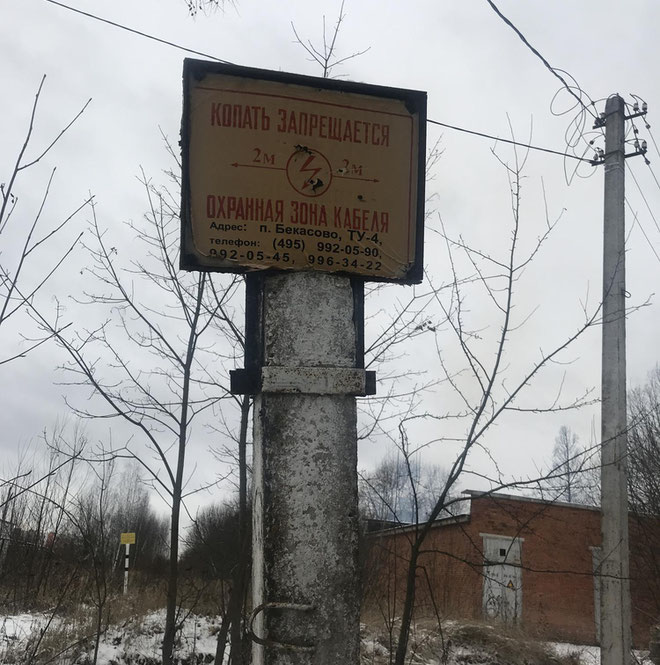 КОПАТЬ ЗАПРЕЩАЕТСЯ
2м 3м
ОХРАННАЯ ЗОНА КАБЕЛЯ
Адрес: п. Бекасово, ТУ-4,
телефон: (495) 992-05-90,
992-05-45, 996-34-22